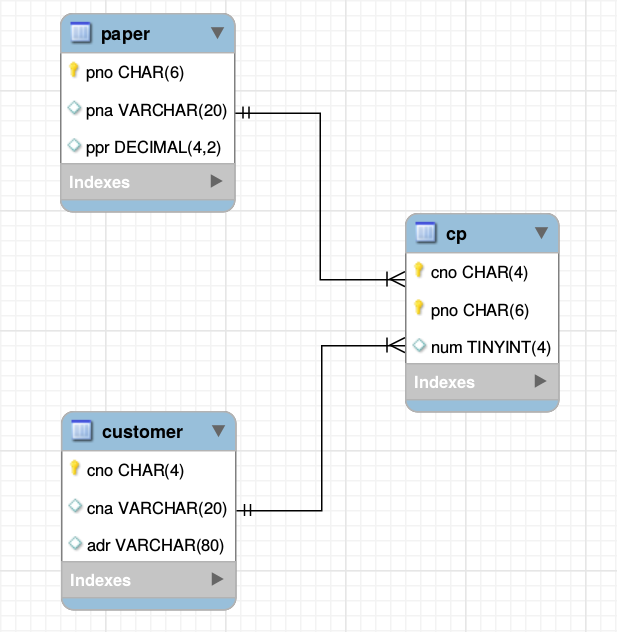 paper
pno CHAR(6)
pna VARCHAR(20)
ppr DECIMAL(4,2)
Indexes
cp
cno CHAR(4)
pno CHAR(6)
num TINYINT(4)
Indexes
customer
cno CHAR(4)
cna VARCHAR(20)
adr VARCHAR(80)
Indexes